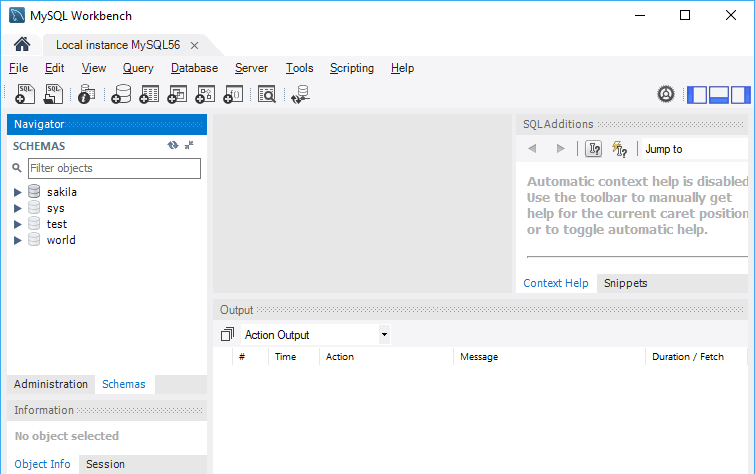 MySQL Workbench
Local instance MySQL56
File Edit View Query Database Server Tools Scripting Help
SQL SQL
Navigator
SCHEMAS
Filter objects
sakila
sys
test
world
Administration Schemas
Information
No object selected
Object Info Session
SQLAdditions
Jump to
Automatic context help is disabled
Use the toolbar to manually get
help for the current caret position
or to toggle automatic help.
Context Help Snippets
Output
Action Output
# Time Action Message Duration / Fetch